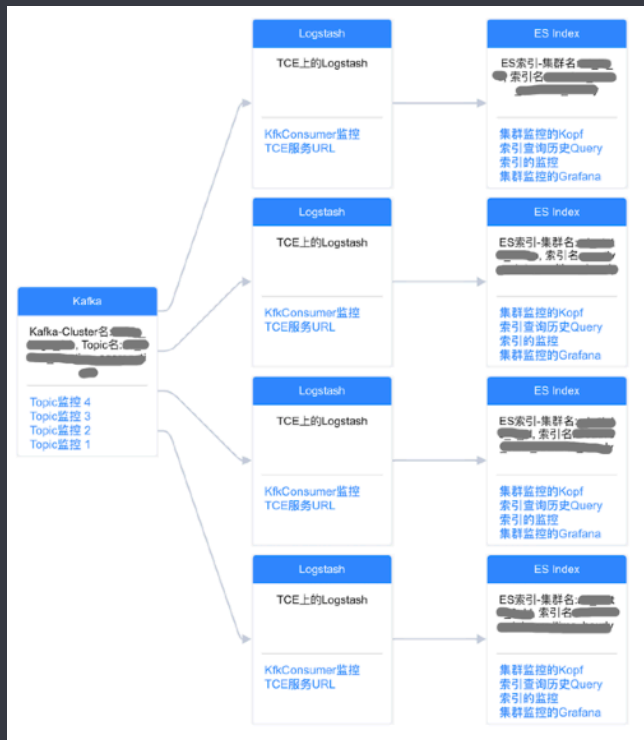 Logstash
TCE上的Logstash
KfkConsumer监控
TCE服务URL
ES Index
ES索引-集群名:
, 索引名
集群监控的Kopf
索引查询历史Query
索引的监控
集群监控的Grafana
Logstash
TCE上的Logstash
KfkConsumer监控
TCE服务URL
ES Index
ES索引-集群名:
, 索引名
集群监控的Kopf
索引查询历史Query
索引的监控
集群监控的Grafana
Kafka
Kafka-Cluster名:
, Topic名:
Topic监控 4
Topic监控 3
Topic监控 2
Topic监控 1
Logstash
TCE上的Logstash
KfkConsumer监控
TCE服务URL
ES Index
ES索引-集群名:
, 索引名
集群监控的Kopf
索引查询历史Query
索引的监控
集群监控的Grafana
Logstash
TCE上的Logstash
KfkConsumer监控
TCE服务URL
ES Index
ES索引-集群名:
索引名
集群监控的Kopf
索引查询历史Query
索引的监控
集群监控的Grafana